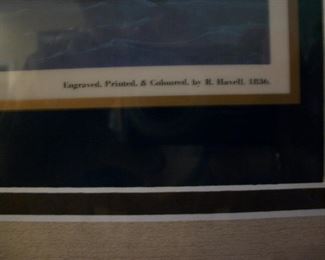 Engraved, Printed, & Coloured, by R. Havell. 1836.